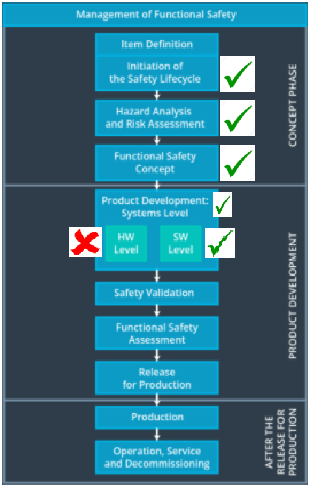 Management of Functional Safety
Item Definition
Initiation of
the Safety Lifecycle
Hazard Analysis
and Risk Assessment
Functional Safety
Concept
CONCEPT PHASE
Product Development:
Systems Level
HW
Level
SW
Level
Safety Validation
Functional Safety
Assessment
Release
for Production
PRODUCT DEVELOPMENT
Production
Operation, Service
and Decommissioning
AFTER THE
RELEASE FOR
PRODUCTION